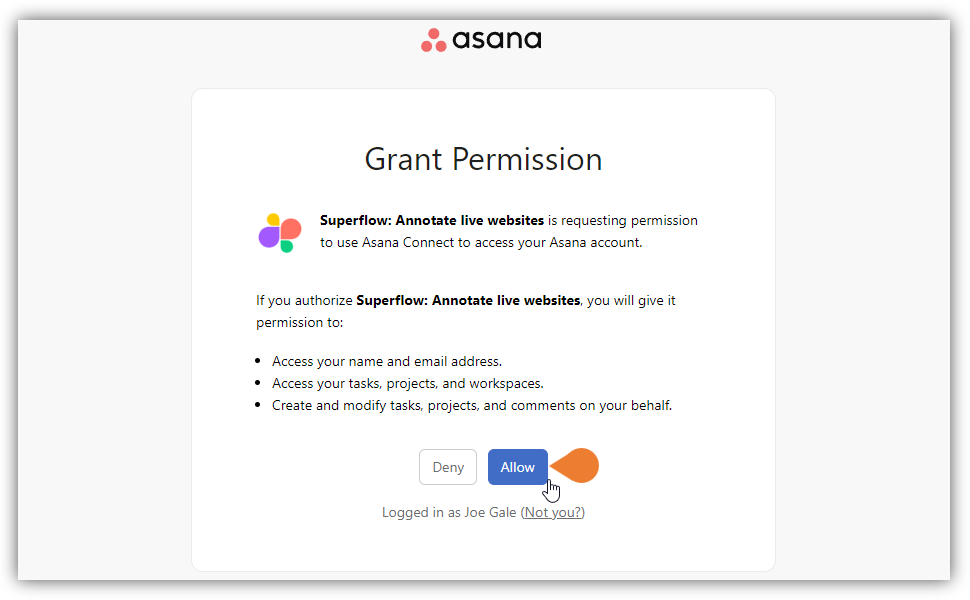 asana
Grant Permission
Superflow: Annotate live websites is requesting permission
to use Asana Connect to access your Asana account.
If you authorize Superflow: Annotate live websites, you will give it
permission to:
• Access your name and email address.
• Access your tasks, projects, and workspaces.
• Create and modify tasks, projects, and comments on your behalf.
Deny Allow
Logged in as Joe Gale (Not you?)